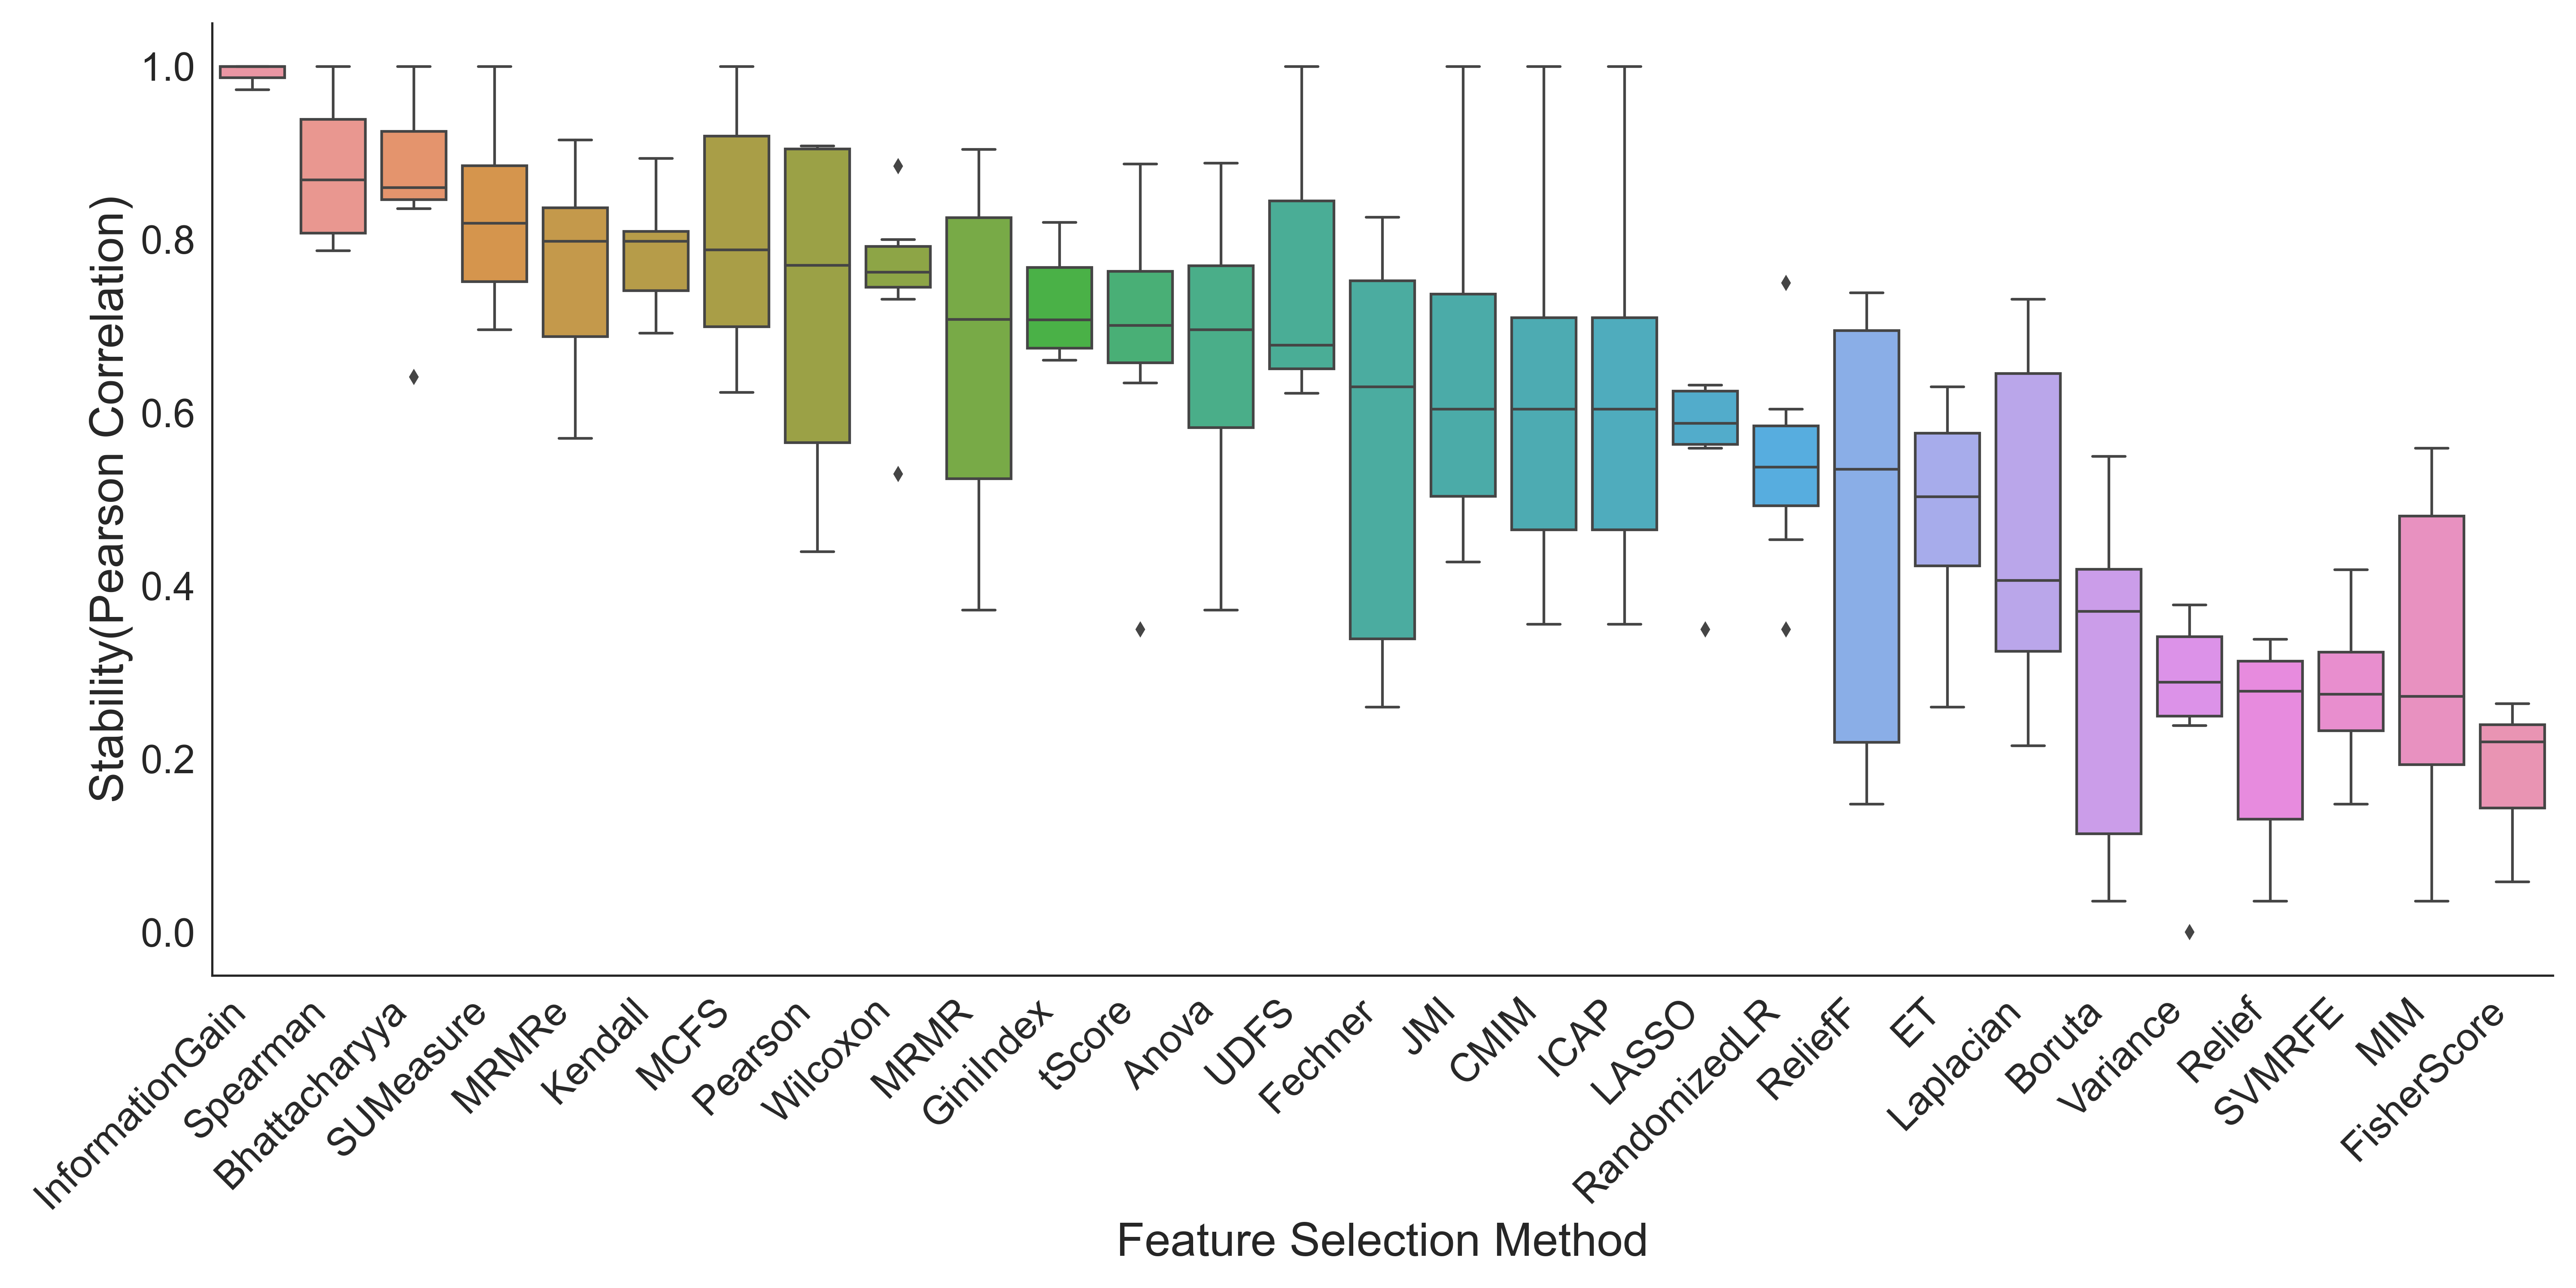 Stability(Pearson Correlation)
1.0
0.8
0.6
0.4
0.2
0.0
InformationGain
Spearman
Bhattacharyya
SUMeasure
MRMRe
Kendall
MCFS
Pearson
Wilcoxon
MRMR
GiniIndex
tScore
Anova
UDFS
Fechner
JMI
CMIM
ICAP
LASSO
RandomizedLR
ReliefF
ET
Laplacian
Boruta
Variance
Relief
SVMRFE
MIM
FisherScore
Feature Selection Method